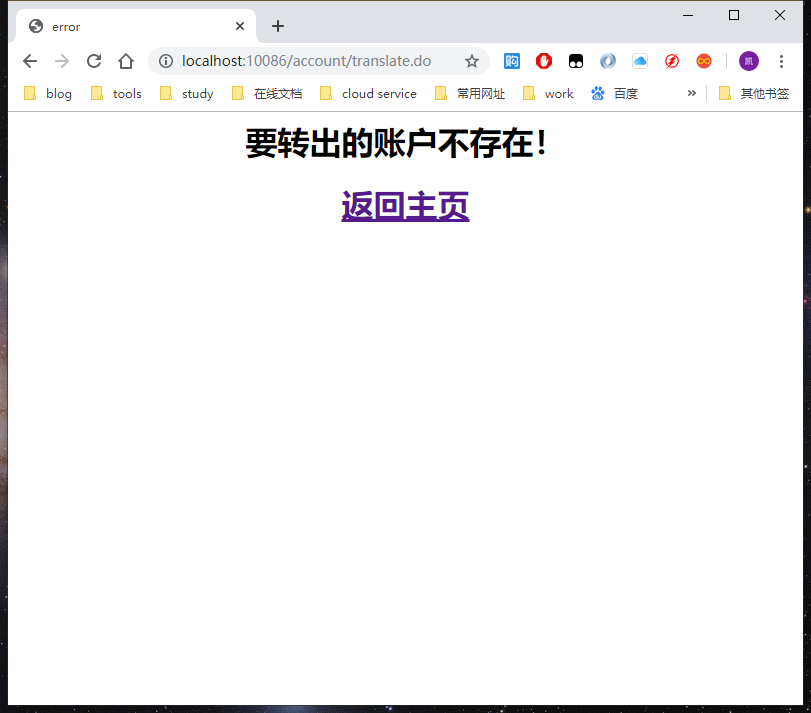 error
localhost:10086/account/translate.do
购
凯
blog tools study 在线文档 cloud service 常用网址 work 百度 » 其他书签
要转出的账户不存在！
返回主页